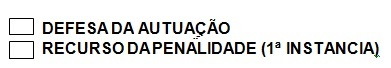 DEFESA DA AUTUAÇÃO
RECURSO DA PENALIDADE (1ª INSTANCIA)